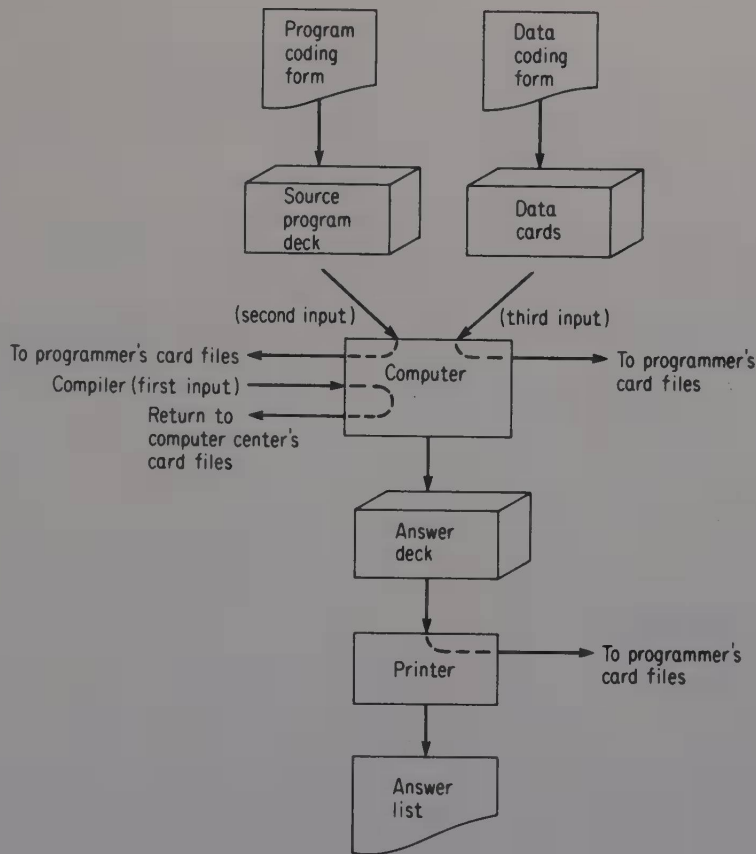 Program
coding
form
Data
coding
form
Source
program
deck
Data
cards
(second input)
(third input)
To programmer's card files
Compiler (first input)
Return to
computer center's
card files
Computer
To programmer's
card files
Answer
deck
Printer
To programmer's
card files
Answer
list